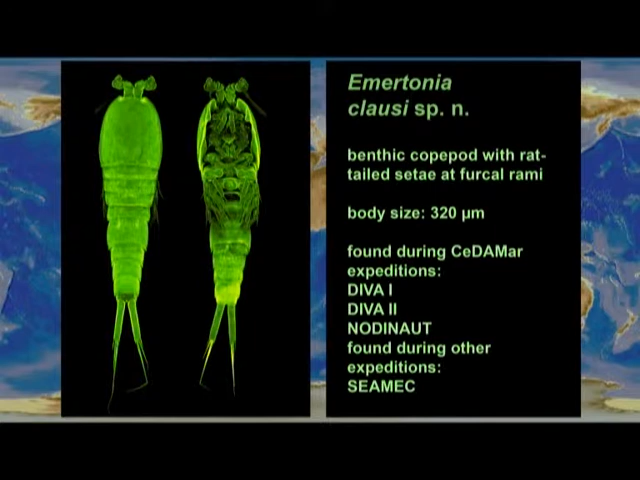 Emertonia
clausi sp. n.
benthic copepod with rat-
tailed setae at furcal rami
body size: 320 µm
found during CeDAMar
expeditions:
DIVA I
DIVA II
NODINAUT
found during other
expeditions:
SEAMEC